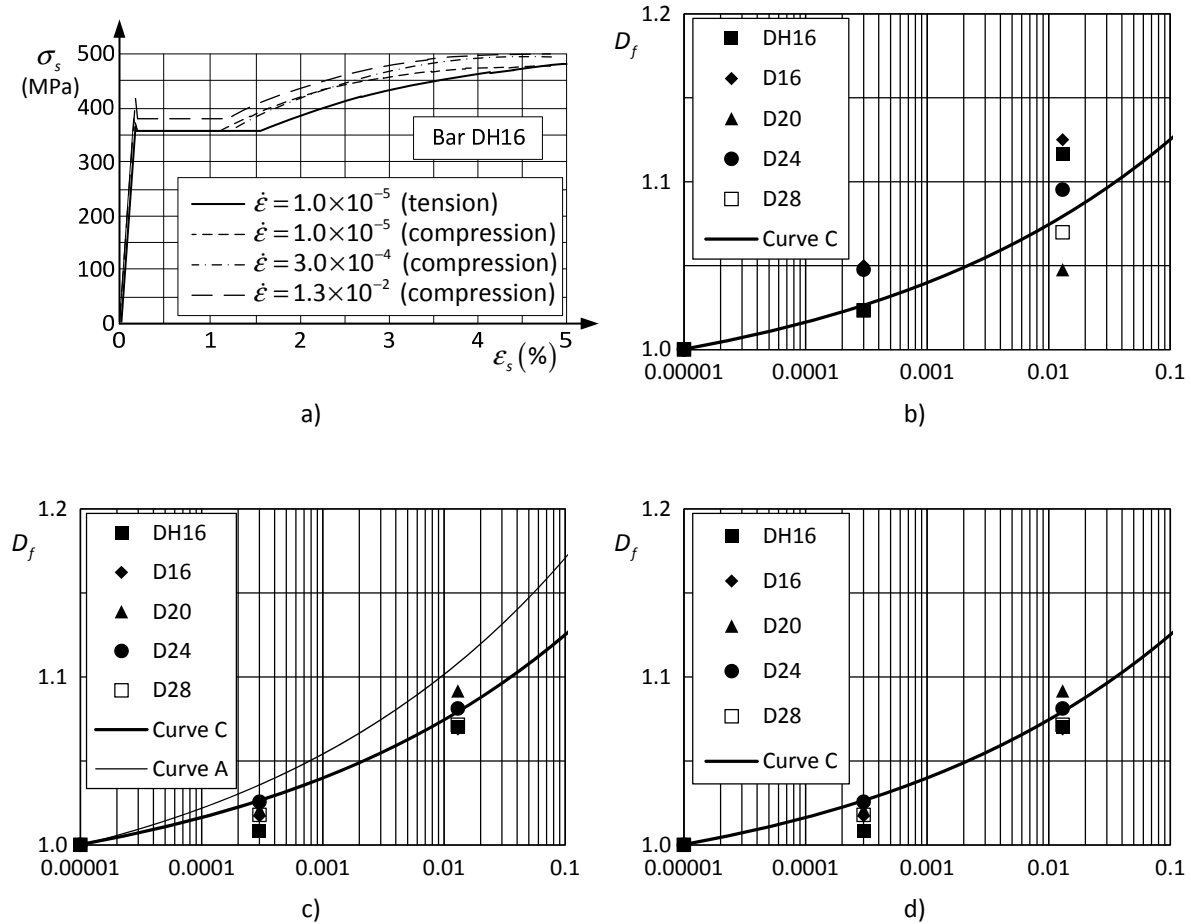 σs
(MPa)
500
400
300
200
100
0
0 1 2 3 4 5
εs (%)
Bar DH16
ε̇ = 1.0×10⁻⁵ (tension)
ε̇ = 1.0×10⁻⁵ (compression)
ε̇ = 3.0×10⁻⁴ (compression)
ε̇ = 1.3×10⁻² (compression)
a)
Df
1.2
1.1
1.0
DH16
D16
D20
D24
D28
Curve C
0.00001 0.0001 0.001 0.01 0.1
b)
Df
1.2
1.1
1.0
DH16
D16
D20
D24
D28
Curve C
Curve A
0.00001 0.0001 0.001 0.01 0.1
c)
Df
1.2
1.1
1.0
DH16
D16
D20
D24
D28
Curve C
0.00001 0.0001 0.001 0.01 0.1
d)